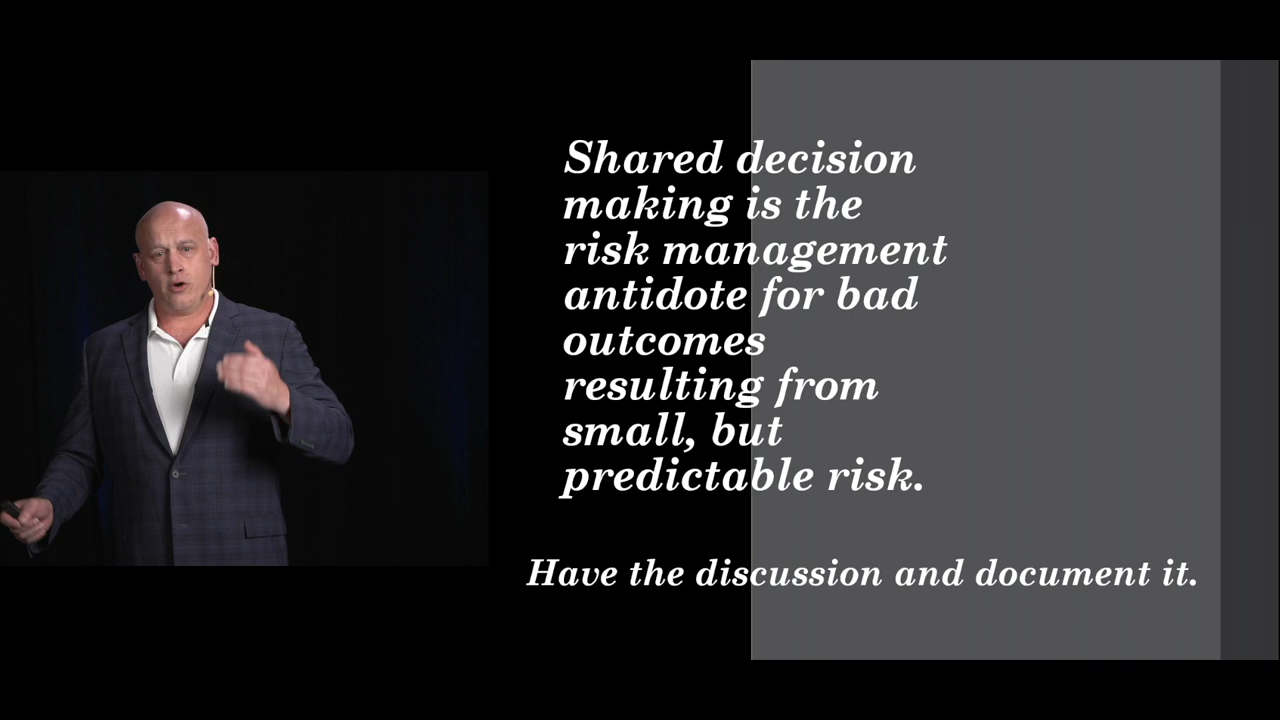 Shared decision
making is the
risk management
antidote for bad
outcomes
resulting from
small, but
predictable risk.
Have the discussion and document it.